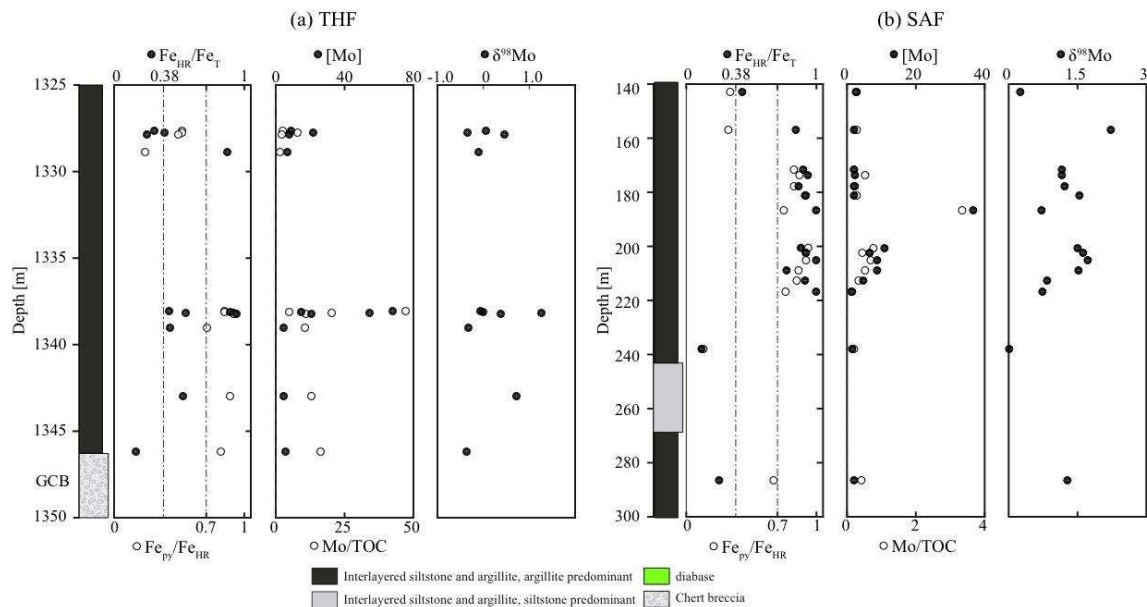 (a) THF
(b) SAF
● Fe_HR/Fe_T
● [Mo]
● δ⁹⁸Mo
● Fe_HR/Fe_T
● [Mo]
● δ⁹⁸Mo
0 0.38 1
0 40 80
-1.0 0 1.0
0 0.38 1
0 20 40
0 1.5 3
1325
1330
1335
1340
1345
GCB
1350
Depth [m]
140
160
180
200
220
240
260
280
300
Depth [m]
0 0.7 1
0 25 50
0 0.7 1
0 2 4
○ Fe_py/Fe_HR
○ Mo/TOC
○ Fe_py/Fe_HR
○ Mo/TOC
Interlayered siltstone and argillite, argillite predominant
diabase
Interlayered siltstone and argillite, siltstone predominant
Chert breccia